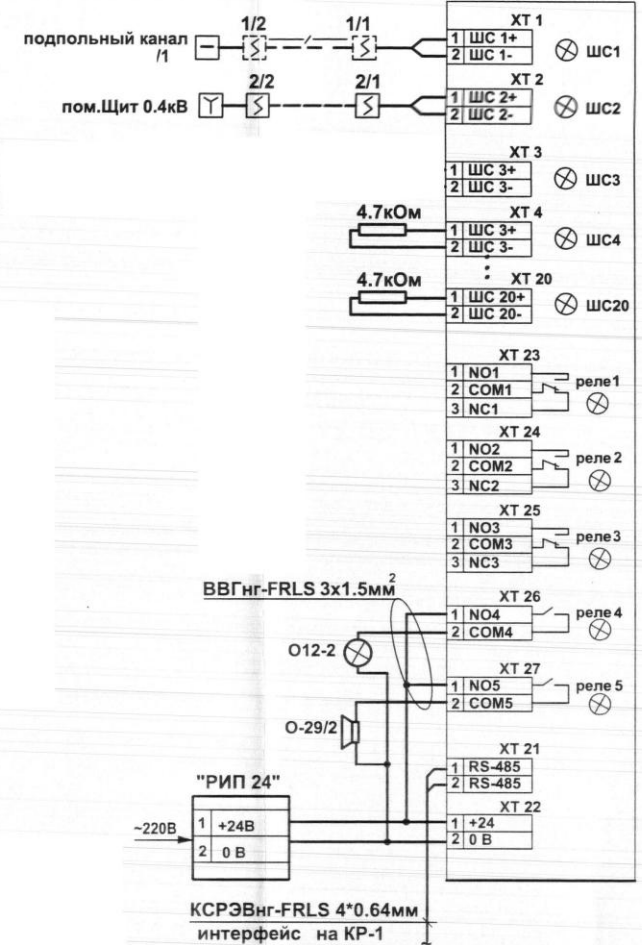 1/2 1/1 XT 1
подпольный канал
/1
1 ШС 1+
2 ШС 1-
ШС1
2/2 2/1 XT 2
пом.Щит 0.4кВ
1 ШС 2+
2 ШС 2-
ШС2
XT 3
1 ШС 3+
2 ШС 3-
ШС3
4.7кОм XT 4
1 ШС 3+
2 ШС 3-
ШС4
4.7кОм XT 20
1 ШС 20+
2 ШС 20-
ШС20
XT 23
1 NO1
2 COM1
3 NC1
реле1
XT 24
1 NO2
2 COM2
3 NC2
реле2
XT 25
1 NO3
2 COM3
3 NC3
реле3
ВВГнг-FRLS 3x1.5мм2
XT 26
1 NO4
2 COM4
реле4
О12-2
XT 27
1 NO5
2 COM5
реле 5
О-29/2
XT 21
1 RS-485
2 RS-485
"РИП 24"
XT 22
~220В
1 +24В
2 0 В
1 +24
2 0 В
КСРЭВнг-FRLS 4*0.64мм
интерфейс на КР-1